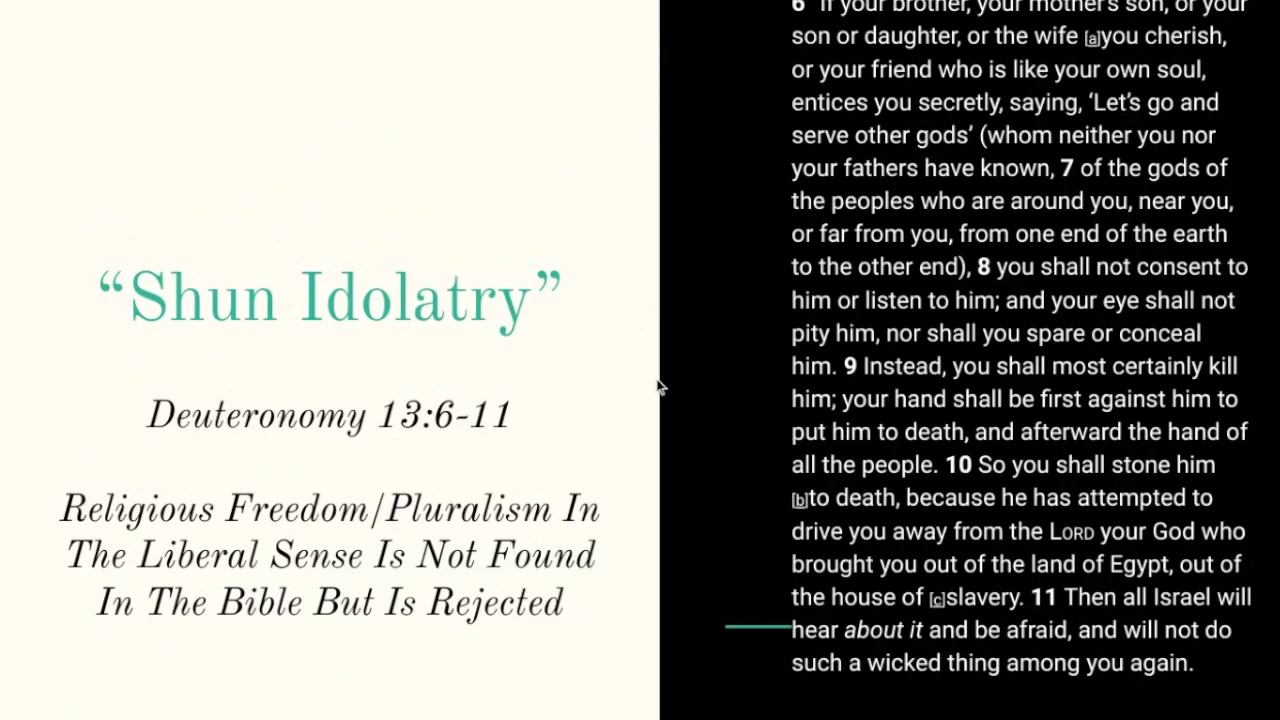 “Shun Idolatry”
Deuteronomy 13:6-11
Religious Freedom/Pluralism In
The Liberal Sense Is Not Found
In The Bible But Is Rejected
6 If your brother, your mother’s son, or your
son or daughter, or the wife [a]you cherish,
or your friend who is like your own soul,
entices you secretly, saying, ‘Let’s go and
serve other gods’ (whom neither you nor
your fathers have known, 7 of the gods of
the peoples who are around you, near you,
or far from you, from one end of the earth
to the other end), 8 you shall not consent to
him or listen to him; and your eye shall not
pity him, nor shall you spare or conceal
him. 9 Instead, you shall most certainly kill
him; your hand shall be first against him to
put him to death, and afterward the hand of
all the people. 10 So you shall stone him
[b]to death, because he has attempted to
drive you away from the LORD your God who
brought you out of the land of Egypt, out of
the house of [c]slavery. 11 Then all Israel will
hear about it and be afraid, and will not do
such a wicked thing among you again.